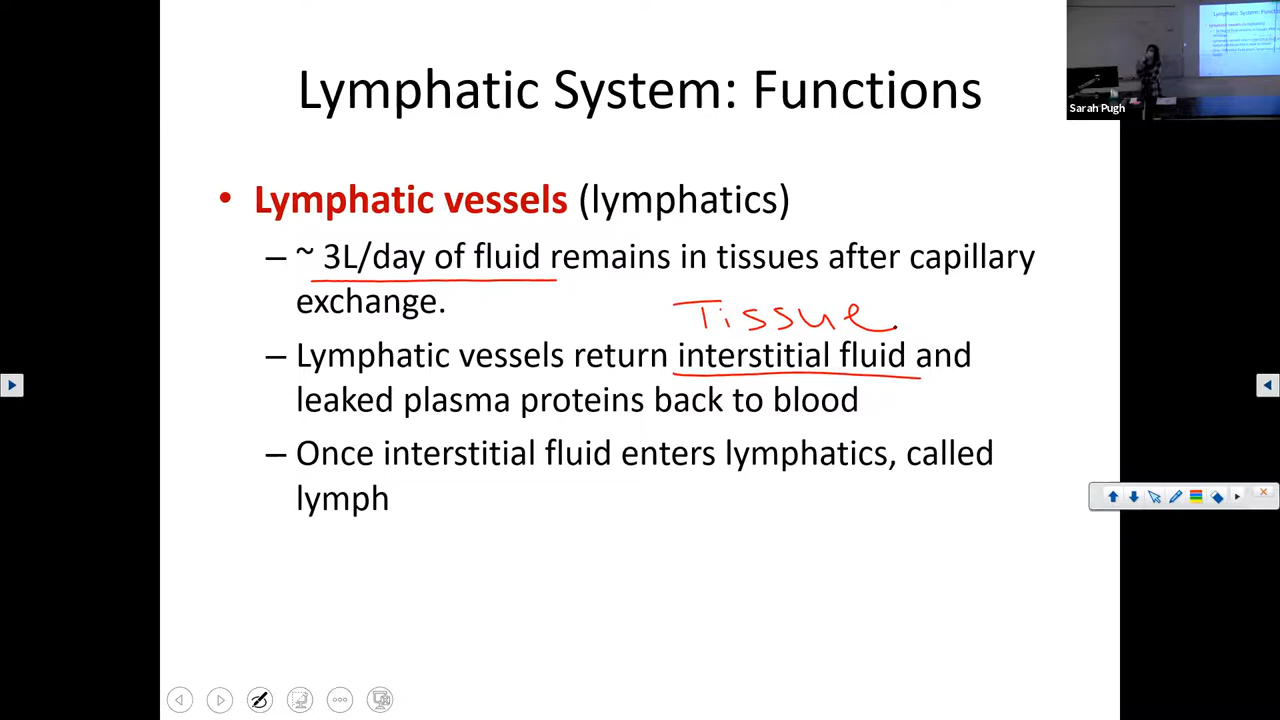 Lymphatic System: Functions
Sarah Pugh
• Lymphatic vessels (lymphatics)
– ~ 3L/day of fluid remains in tissues after capillary
exchange.
Tissue
– Lymphatic vessels return interstitial fluid and
leaked plasma proteins back to blood
– Once interstitial fluid enters lymphatics, called
lymph